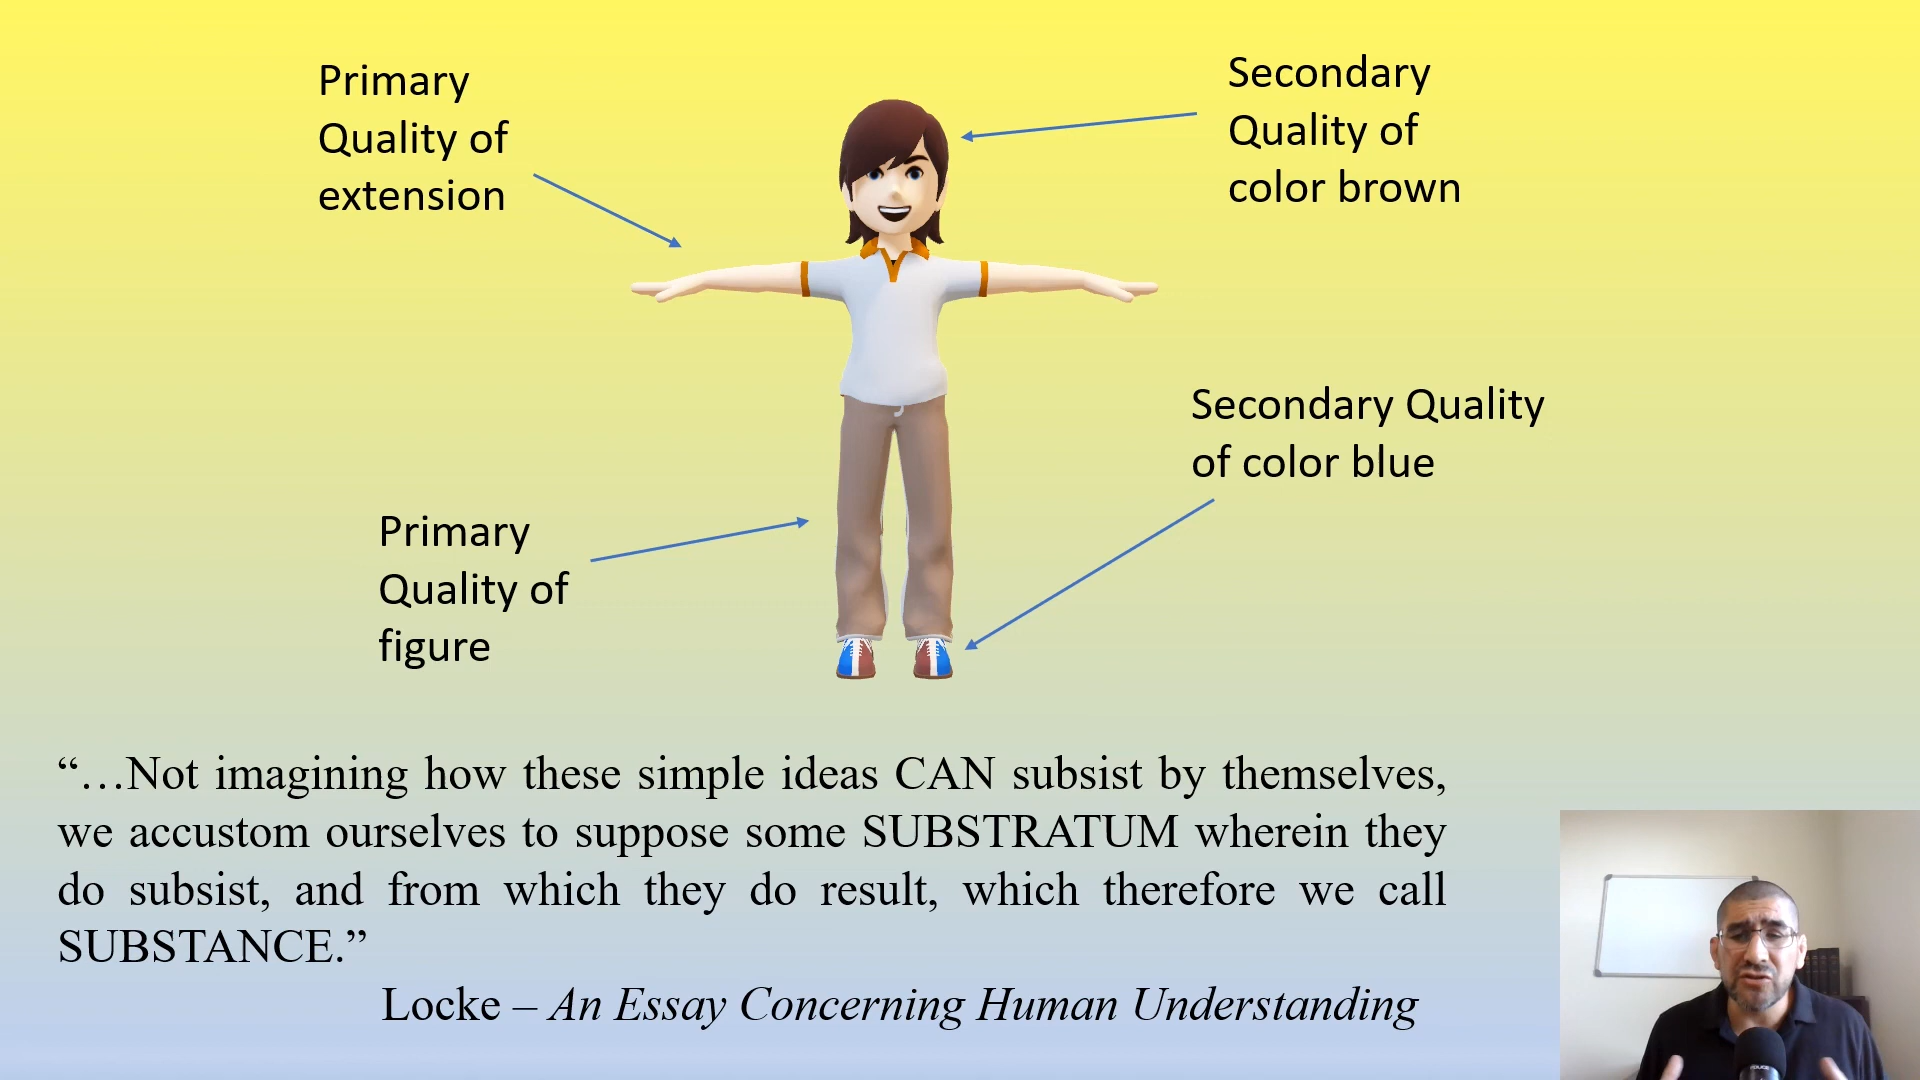 Primary
Quality of
extension
Secondary
Quality of
color brown
Secondary Quality
of color blue
Primary
Quality of
figure
“…Not imagining how these simple ideas CAN subsist by themselves,
we accustom ourselves to suppose some SUBSTRATUM wherein they
do subsist, and from which they do result, which therefore we call
SUBSTANCE.”
Locke – An Essay Concerning Human Understanding